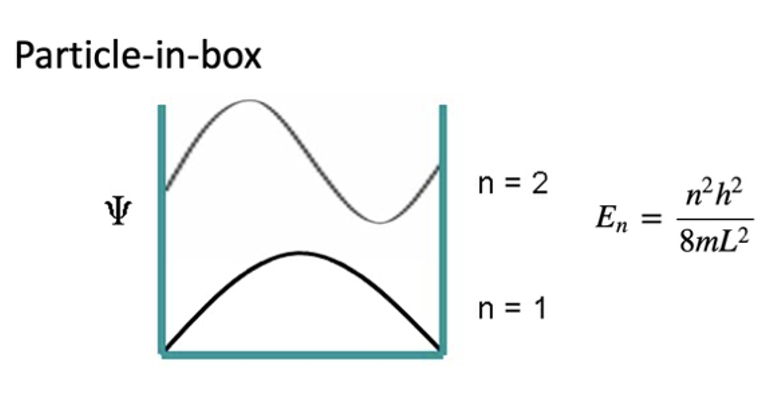 Particle-in-box
Ψ
n = 2
n = 1
Eₙ = n²h² / 8mL²